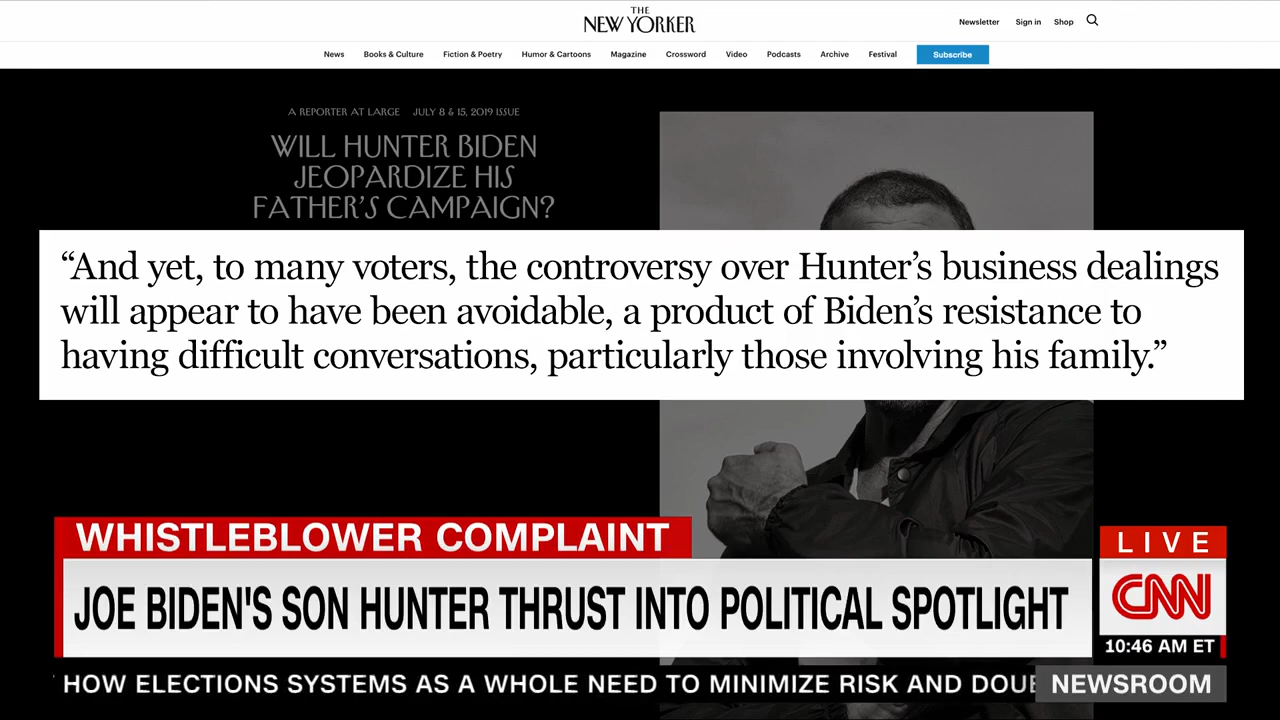 THE
NEW YORKER
Newsletter Sign in Shop
News Books & Culture Fiction & Poetry Humor & Cartoons Magazine Crossword Video Podcasts Archive Festival Subscribe
A REPORTER AT LARGE JULY 8 & 15, 2019 ISSUE
WILL HUNTER BIDEN
JEOPARDIZE HIS
FATHER'S CAMPAIGN?
“And yet, to many voters, the controversy over Hunter’s business dealings
will appear to have been avoidable, a product of Biden’s resistance to
having difficult conversations, particularly those involving his family.”
WHISTLEBLOWER COMPLAINT
JOE BIDEN'S SON HUNTER THRUST INTO POLITICAL SPOTLIGHT
LIVE
CNN
10:46 AM ET
HOW ELECTIONS SYSTEMS AS A WHOLE NEED TO MINIMIZE RISK AND DOU
NEWSROOM